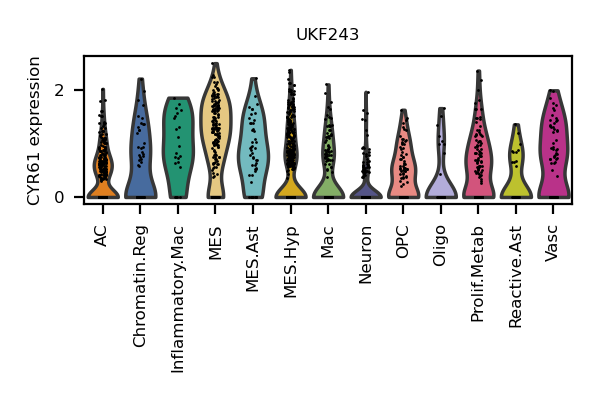 UKF243
CYR61 expression
2
0
AC
Chromatin.Reg
Inflammatory.Mac
MES
MES.Ast
MES.Hyp
Mac
Neuron
OPC
Oligo
Prolif.Metab
Reactive.Ast
Vasc